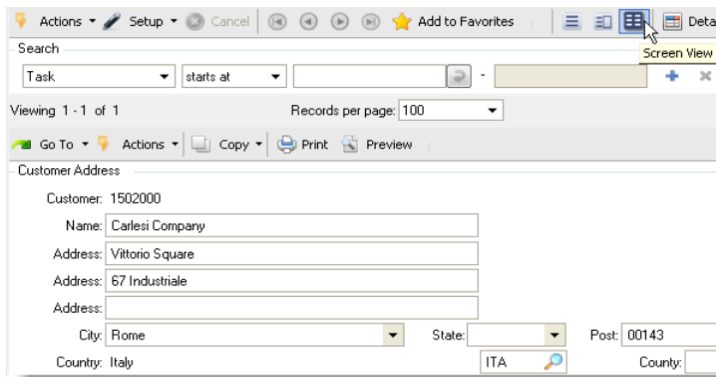 Actions Setup Cancel Add to Favorites Deta
Screen View
Search
Task starts at -
Viewing 1 - 1 of 1 Records per page: 100
Go To Actions Copy Print Preview
Customer Address
Customer: 1502000
Name: Carlesi Company
Address: Vittorio Square
Address: 67 Industriale
Address:
City: Rome State: Post: 00143
Country: Italy ITA County: